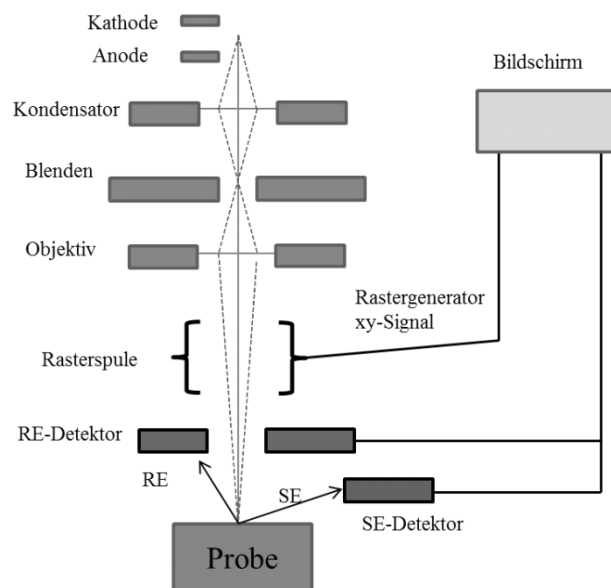 Kathode
Anode
Bildschirm
Kondensator
Blenden
Objektiv
Rastergenerator
xy-Signal
Rasterspule
RE-Detektor
RE
SE
SE-Detektor
Probe